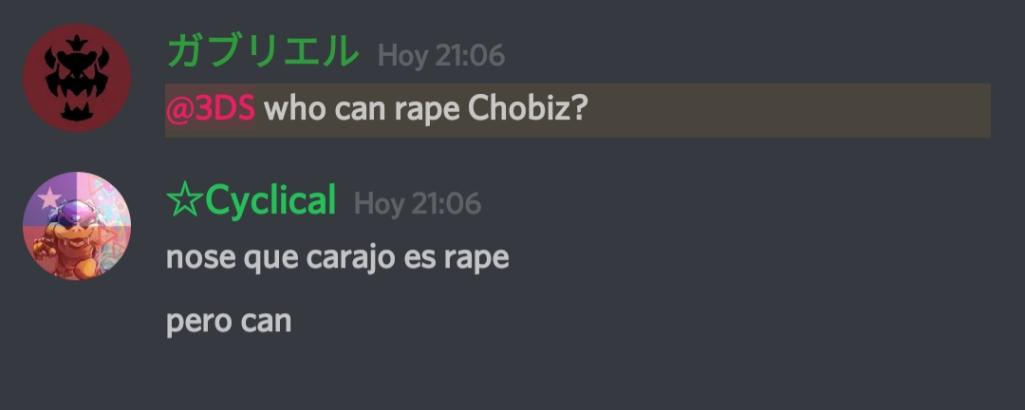 ガブリエル Hoy 21:06
@3DS who can rape Chobiz?
☆Cyclical Hoy 21:06
nose que carajo es rape
pero can